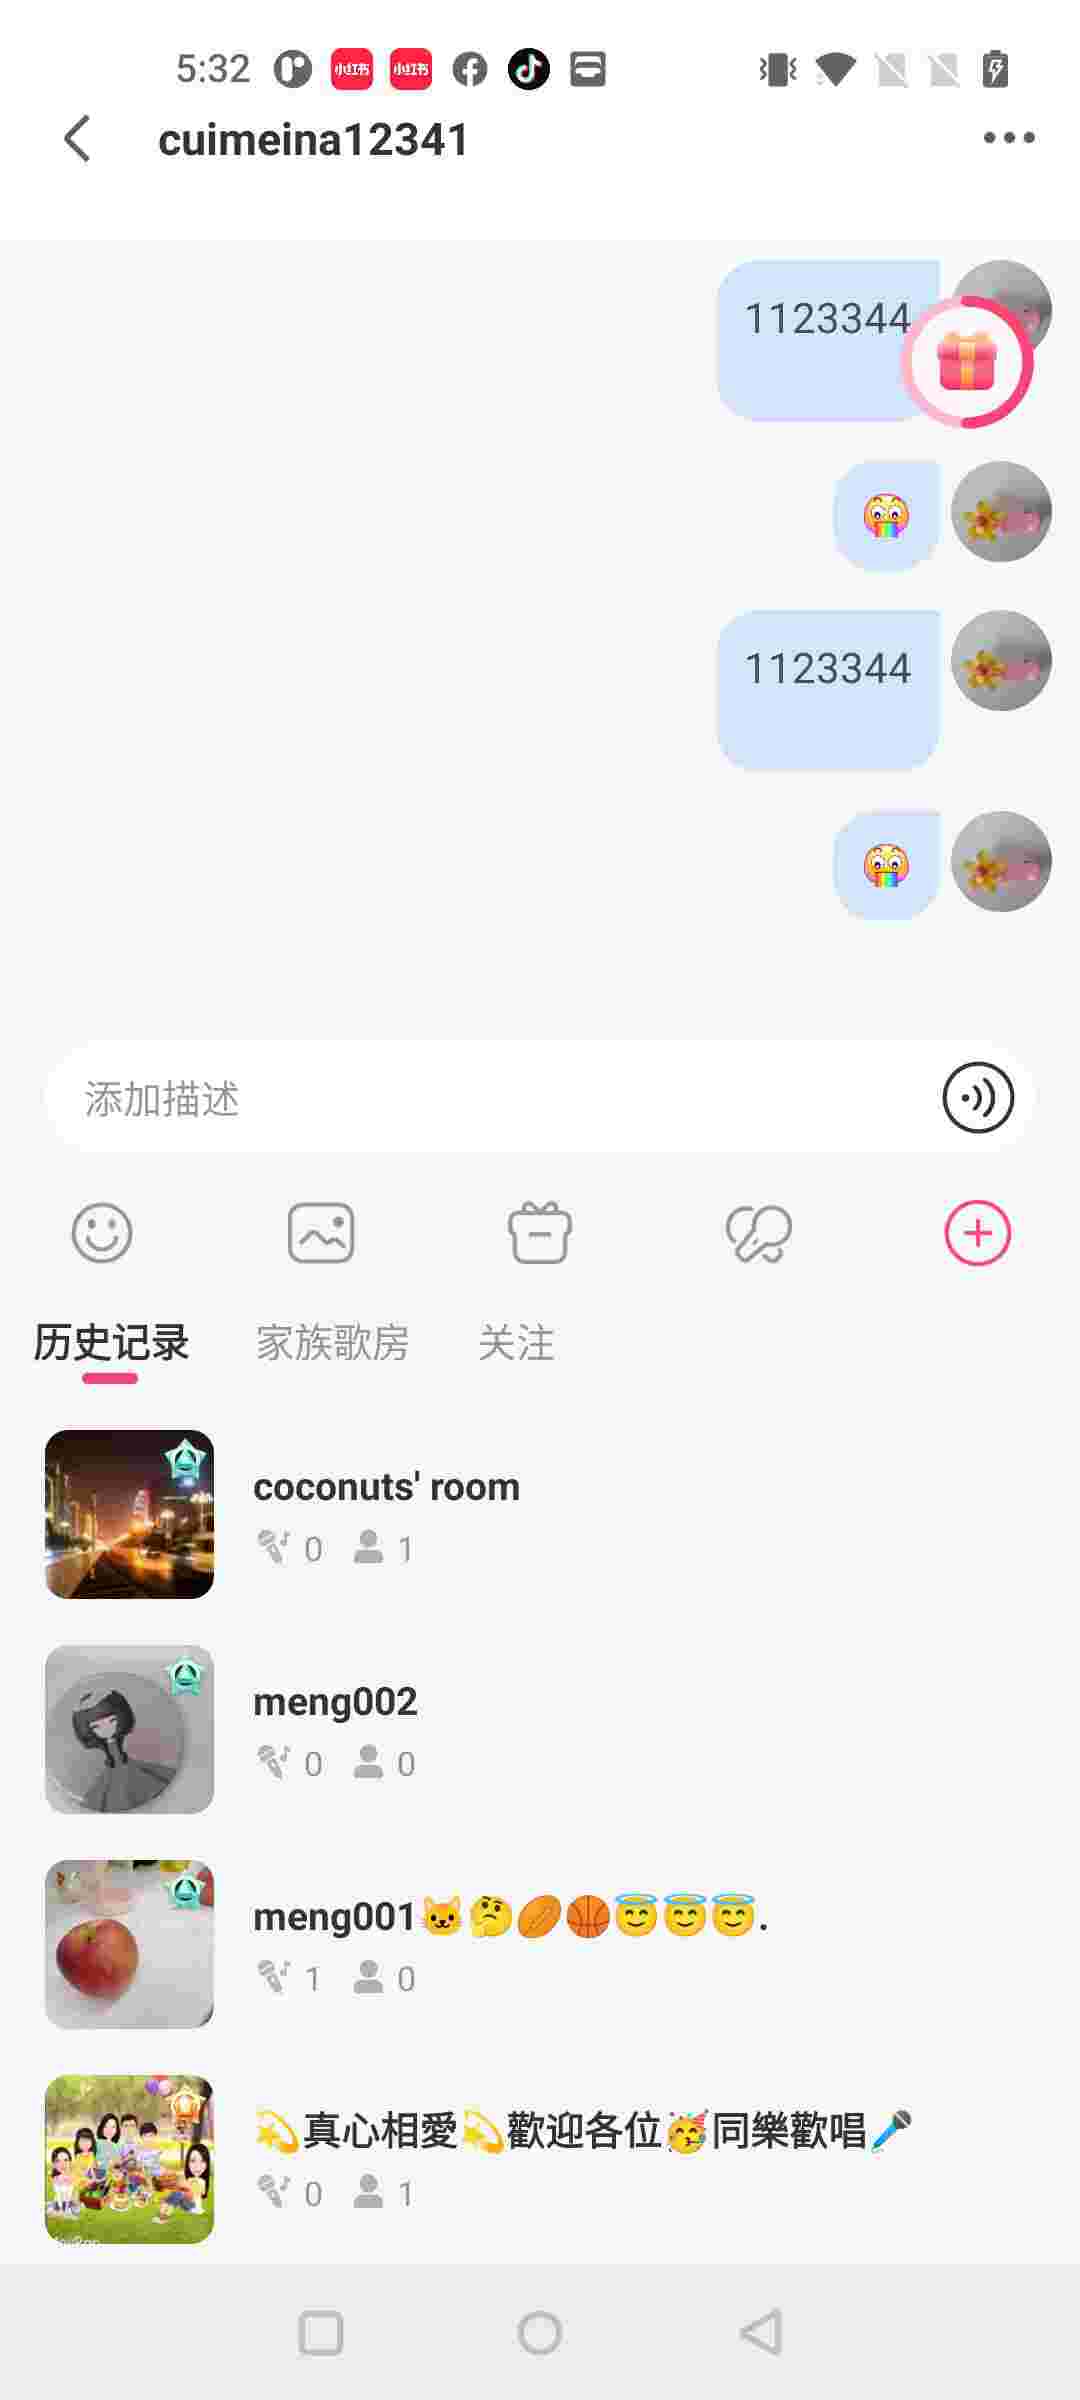 5:32
小红书
小红书
cuimeina12341
1123344
1123344
添加描述
历史记录 家族歌房 关注
coconuts' room
0 1
meng002
0 0
meng001🐱🤔🏉🏀😇😇😇.
1 0
💫真心相愛💫歡迎各位🥳同樂歡唱🎤
0 1